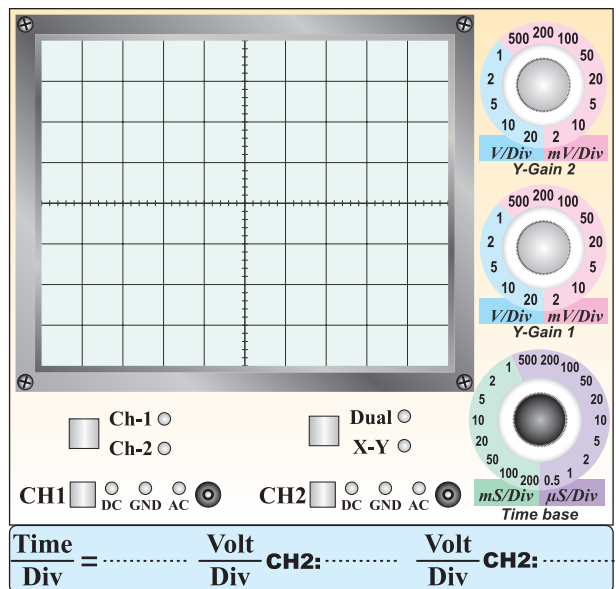 500 200 100
1 50
2 20
5 10
10 20 2 5
V/Div mV/Div
Y-Gain 2
500 200 100
1 50
2 20
5 10
10 20 2 5
V/Div mV/Div
Y-Gain 1
500 200 100
1 50
2 20
5 10
10 5
20 2
50 1
100 200 0.5
mS/Div µS/Div
Time base
Ch-1
Ch-2
Dual
X-Y
CH1 DC GND AC
CH2 DC GND AC
Time/Div = ............ Volt/Div CH2: ............ Volt/Div CH2: ............